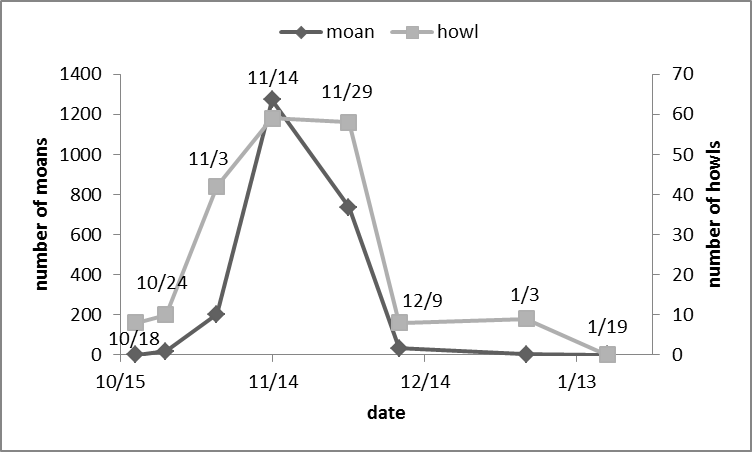 moan howl
1400 11/14 70
1200 11/29 60
1000 11/3 50
800 40
600 30
400 10/24 20
200 12/9 1/3 10
0 10/18 1/19 0
10/15 11/14 12/14 1/13
date
number of moans
number of howls